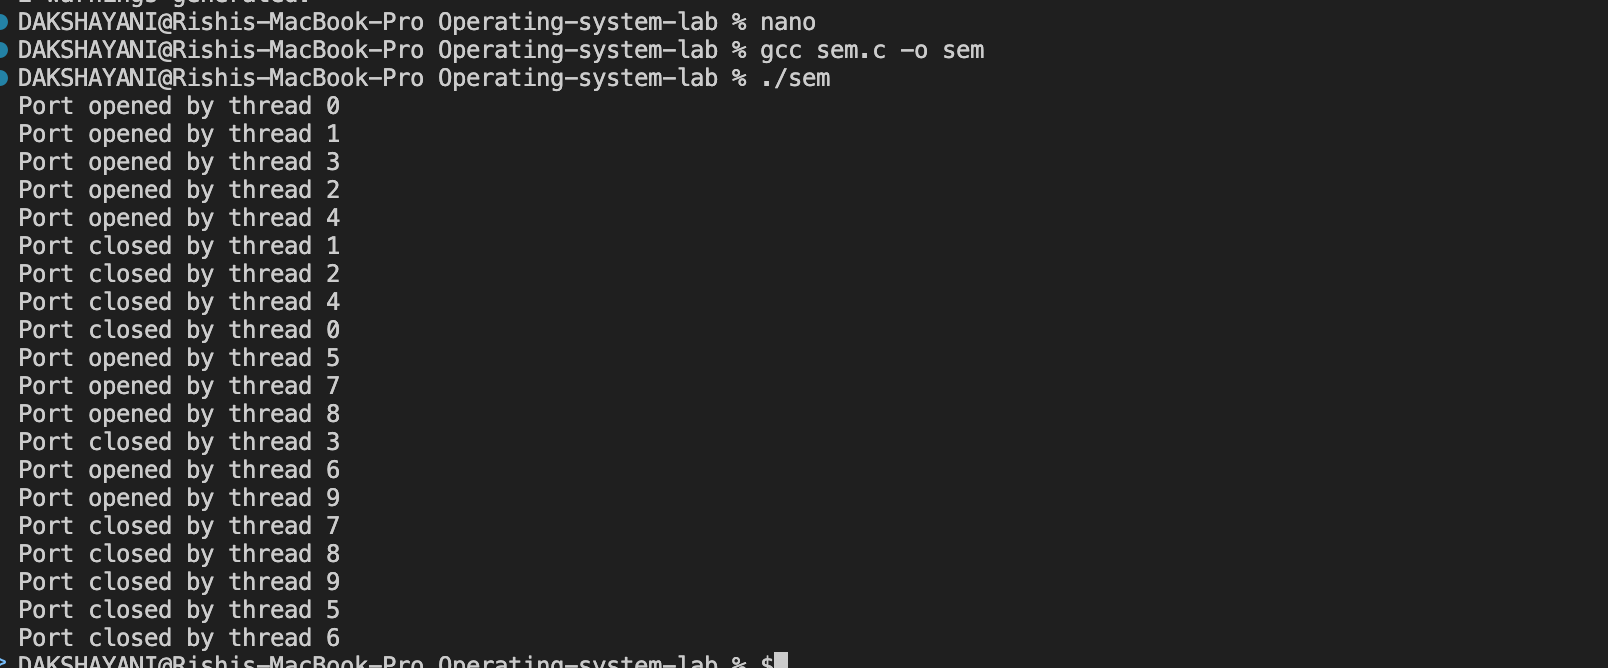 warnings generated.
DAKSHAYANI@Rishis-MacBook-Pro Operating-system-lab % nano
DAKSHAYANI@Rishis-MacBook-Pro Operating-system-lab % gcc sem.c -o sem
DAKSHAYANI@Rishis-MacBook-Pro Operating-system-lab % ./sem
Port opened by thread 0
Port opened by thread 1
Port opened by thread 3
Port opened by thread 2
Port opened by thread 4
Port closed by thread 1
Port closed by thread 2
Port closed by thread 4
Port closed by thread 0
Port opened by thread 5
Port opened by thread 7
Port opened by thread 8
Port closed by thread 3
Port opened by thread 6
Port opened by thread 9
Port closed by thread 7
Port closed by thread 8
Port closed by thread 9
Port closed by thread 5
Port closed by thread 6
DAKSHAYANI@Rishis-MacBook-Pro Operating-system-lab % $